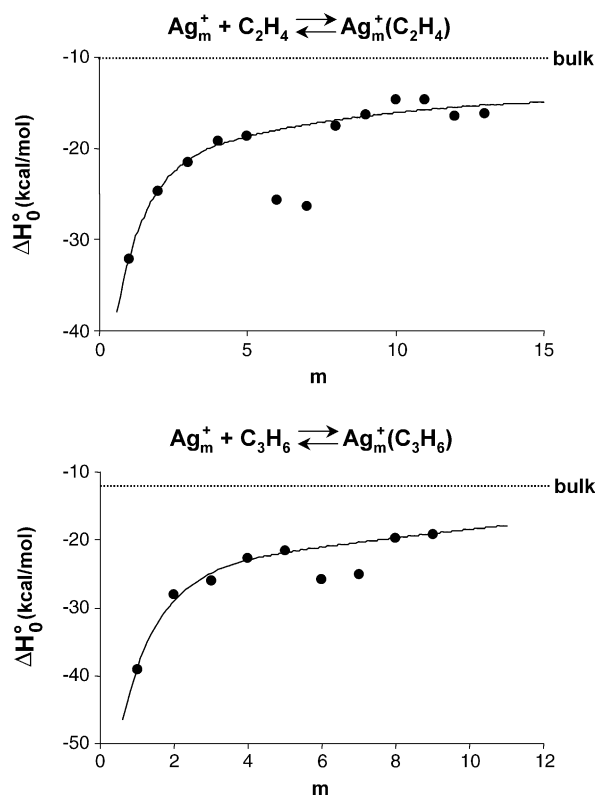 Ag⁺ₘ + C₂H₄ ⇌ Ag⁺ₘ(C₂H₄)
-10
bulk
-20
-30
-40
ΔH°₀(kcal/mol)
0 5 10 15
m
Ag⁺ₘ + C₃H₆ ⇌ Ag⁺ₘ(C₃H₆)
-10
bulk
-20
-30
-40
-50
ΔH°₀(kcal/mol)
0 2 4 6 8 10 12
m